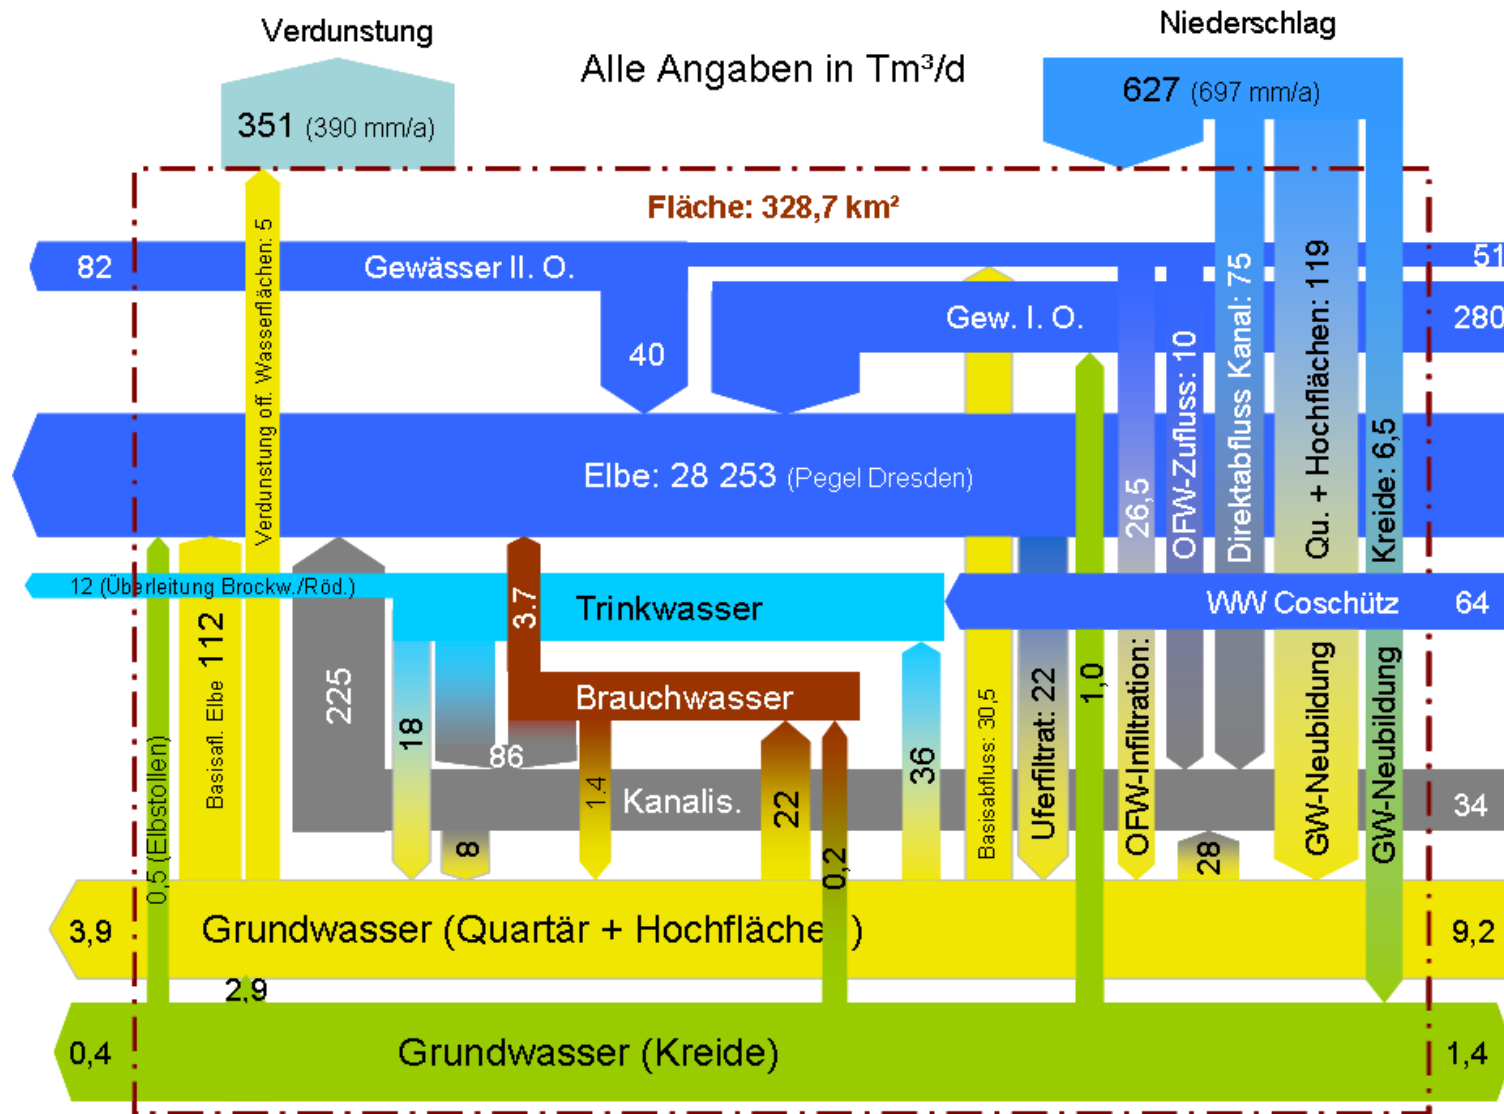 Verdunstung
Niederschlag
Alle Angaben in Tm³/d
351 (390 mm/a)
627 (697 mm/a)
Fläche: 328,7 km²
82
Gewässer II. O.
51
Gew. I. O.
280
40
Verdunstung off. Wasserflächen: 5
Elbe: 28 253 (Pegel Dresden)
26,5
OFW-Zufluss: 10
Direktabfluss Kanal: 75
Qu. + Hochflächen: 119
Kreide: 6,5
12 (Überleitung Brockw./Röd.)
Trinkwasser
WW Coschütz
64
0,5 (Elbstollen)
Basisafl. Elbe 112
225
18
3.7
Brauchwasser
86
8
1.4
22
0,2
36
Basisabfluss: 30,5
Uferfiltrat: 22
1,0
OFW-Infiltration:
28
GW-Neubildung
GW-Neubildung
Kanalis.
34
3,9
Grundwasser (Quartär + Hochfläche )
9,2
2,9
0,4
Grundwasser (Kreide)
1,4